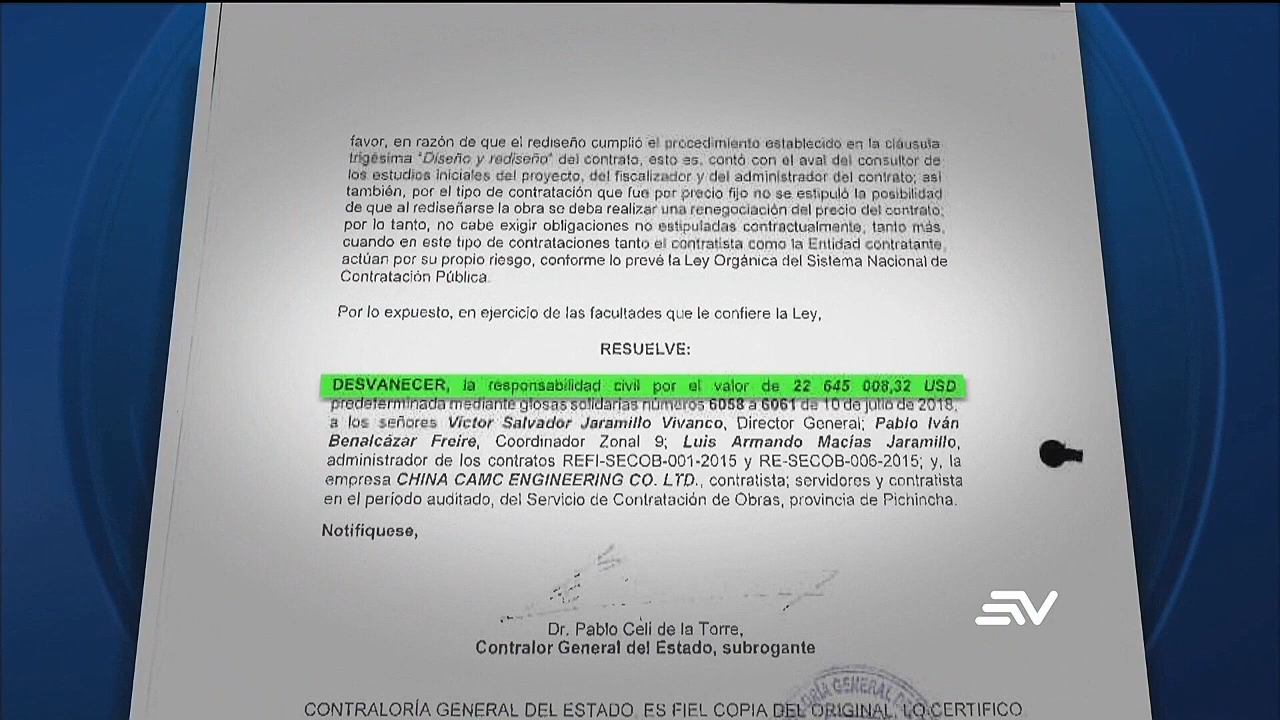 favor, en razón de que el rediseño cumplió el procedimiento establecido en la cláusula
trigésima "Diseño y rediseño" del contrato, esto es, contó con el aval del consultor de
los estudios iniciales del proyecto, del fiscalizador y del administrador del contrato; así
también, por el tipo de contratación que fue por precio fijo no se estipuló la posibilidad
de que al rediseñarse la obra se deba realizar una renegociación del precio del contrato;
por lo tanto, no cabe exigir obligaciones no estipuladas contractualmente, tanto más,
cuando en este tipo de contrataciones tanto el contratista como la Entidad contratante,
actúan por su propio riesgo, conforme lo prevé la Ley Orgánica del Sistema Nacional de
Contratación Pública.
Por lo expuesto, en ejercicio de las facultades que le confiere la Ley,
RESUELVE:
DESVANECER, la responsabilidad civil por el valor de 22 645 008,32 USD
predeterminada mediante glosas solidarias números 6058 a 6061 de 10 de julio de 2018,
a los señores Víctor Salvador Jaramillo Vivanco, Director General; Pablo Iván
Benalcázar Freire, Coordinador Zonal 9; Luis Armando Macías Jaramillo,
administrador de los contratos REFI-SECOB-001-2015 y RE-SECOB-006-2015; y, la
empresa CHINA CAMC ENGINEERING CO. LTD., contratista; servidores y contratista
en el período auditado, del Servicio de Contratación de Obras, provincia de Pichincha.
Notifíquese,
EV
Dr. Pablo Celi de la Torre,
Contralor General del Estado, subrogante
RÍA GENERAL DE
CONTRALORÍA GENERAL DEL ESTADO. ES FIEL COPIA DEL ORIGINAL. LO CERTIFICO.